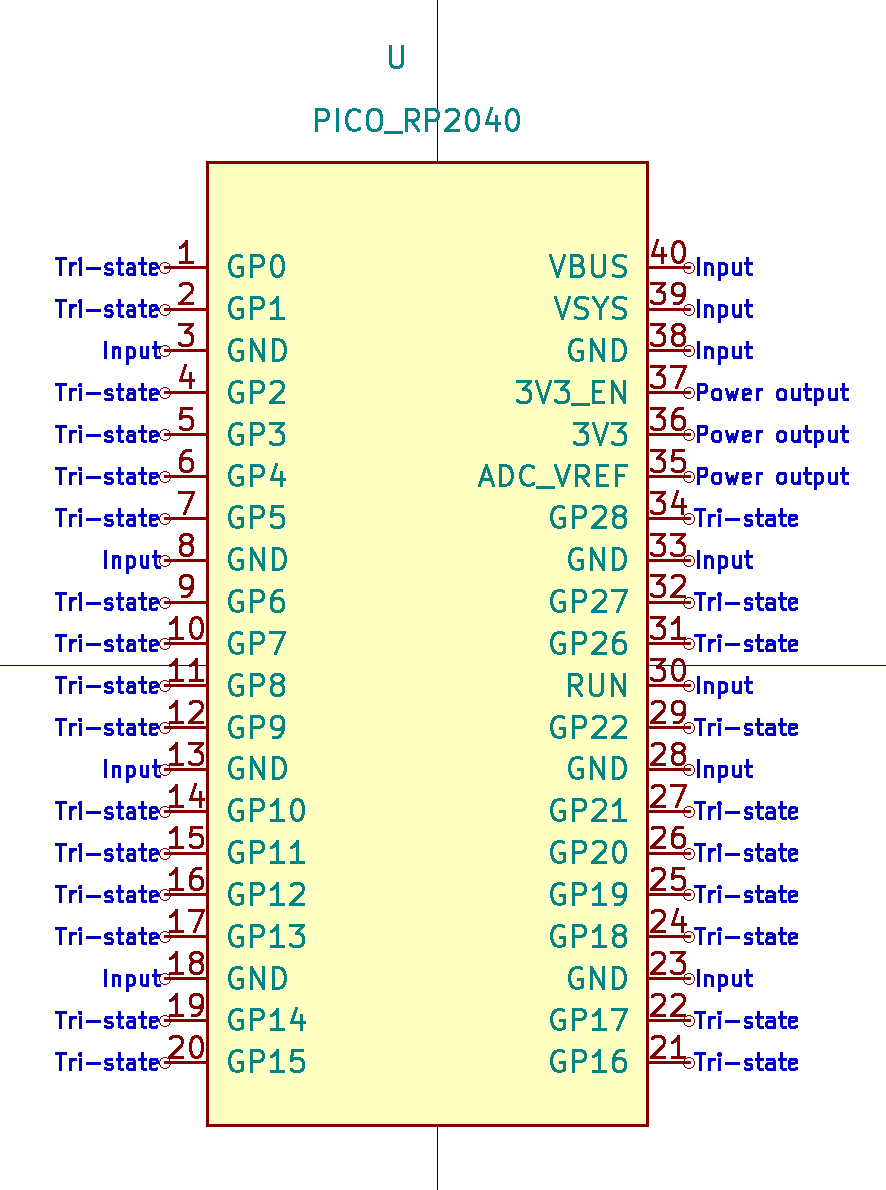 U
PICO_RP2040
Tri-state 1 GP0 VBUS 40 Input
Tri-state 2 GP1 VSYS 39 Input
Input 3 GND GND 38 Input
Tri-state 4 GP2 3V3_EN 37 Power output
Tri-state 5 GP3 3V3 36 Power output
Tri-state 6 GP4 ADC_VREF 35 Power output
Tri-state 7 GP5 GP28 34 Tri-state
Input 8 GND GND 33 Input
Tri-state 9 GP6 GP27 32 Tri-state
Tri-state 10 GP7 GP26 31 Tri-state
Tri-state 11 GP8 RUN 30 Input
Tri-state 12 GP9 GP22 29 Tri-state
Input 13 GND GND 28 Input
Tri-state 14 GP10 GP21 27 Tri-state
Tri-state 15 GP11 GP20 26 Tri-state
Tri-state 16 GP12 GP19 25 Tri-state
Tri-state 17 GP13 GP18 24 Tri-state
Input 18 GND GND 23 Input
Tri-state 19 GP14 GP17 22 Tri-state
Tri-state 20 GP15 GP16 21 Tri-state